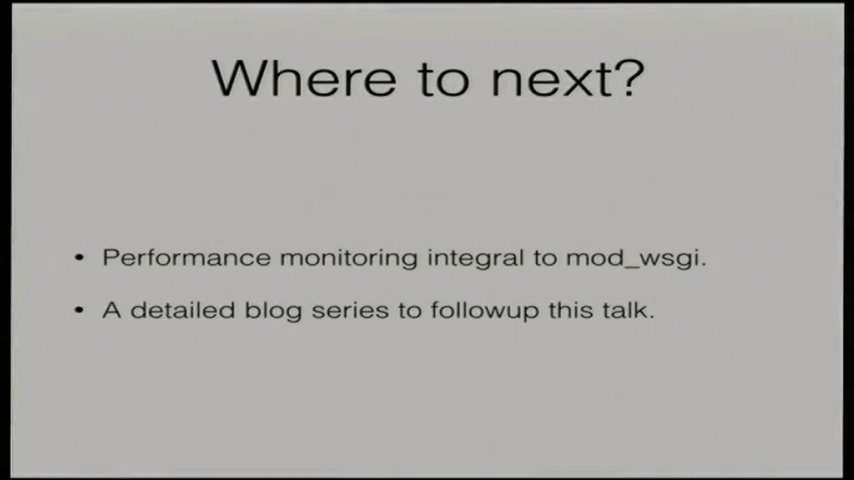 Where to next?
• Performance monitoring integral to mod_wsgi.
• A detailed blog series to followup this talk.